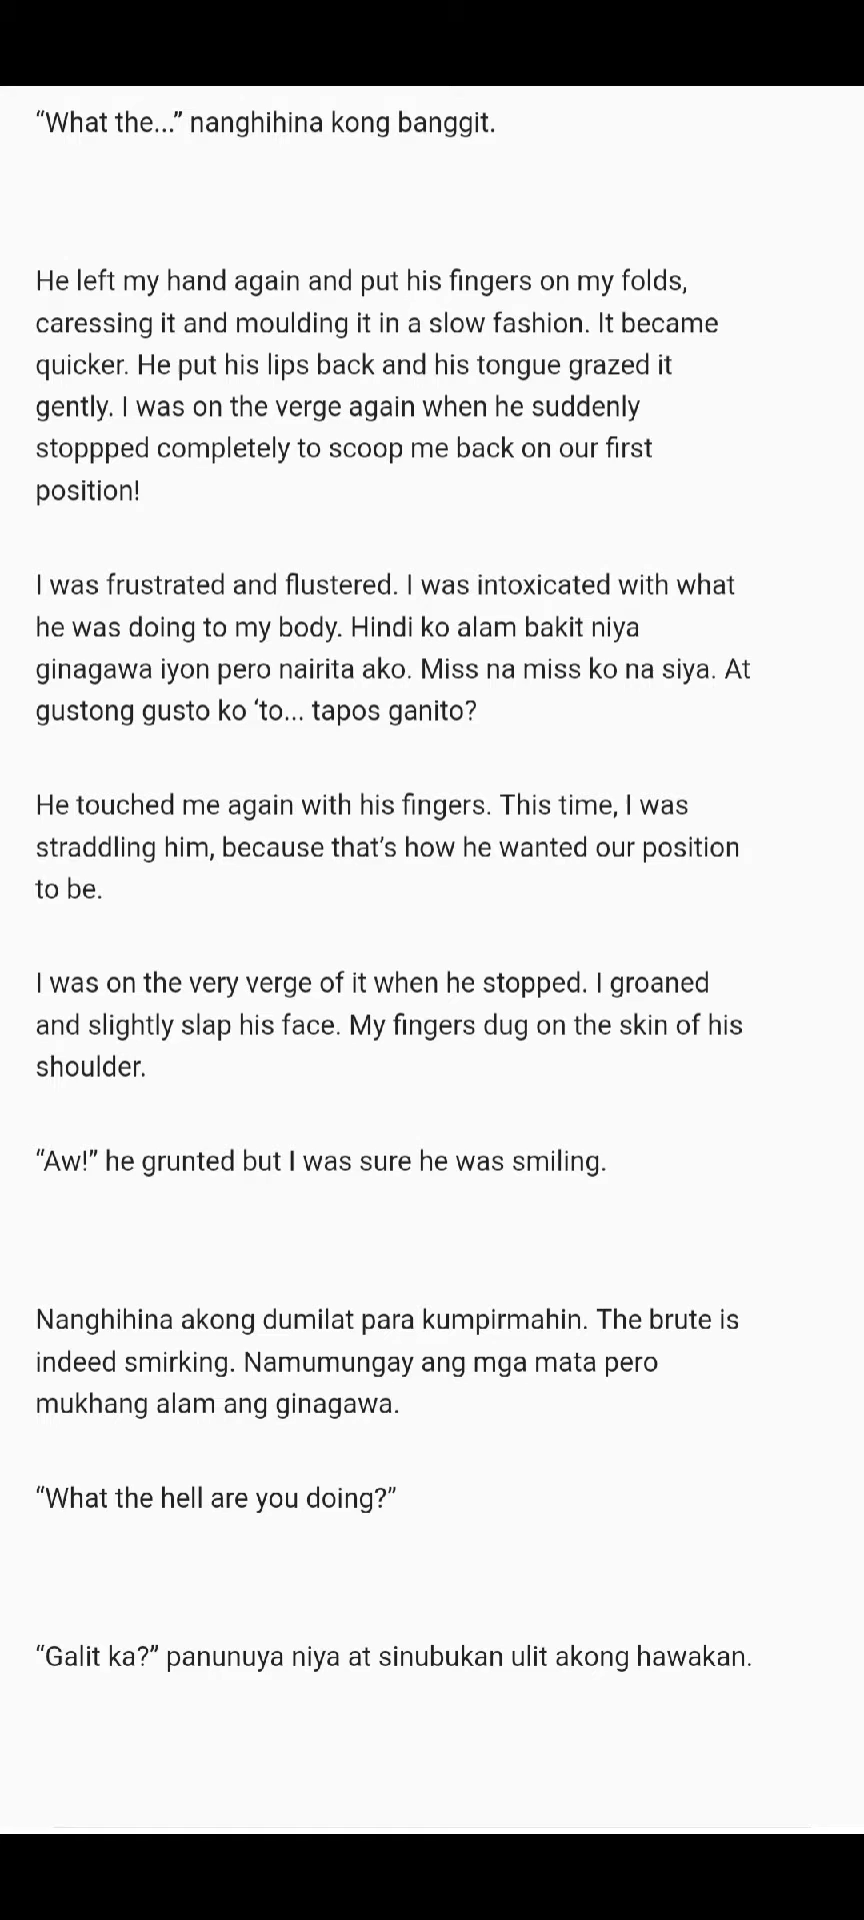 “What the...” nanghihina kong banggit.
He left my hand again and put his fingers on my folds,
caressing it and moulding it in a slow fashion. It became
quicker. He put his lips back and his tongue grazed it
gently. I was on the verge again when he suddenly
stoppped completely to scoop me back on our first
position!
I was frustrated and flustered. I was intoxicated with what
he was doing to my body. Hindi ko alam bakit niya
ginagawa iyon pero nairita ako. Miss na miss ko na siya. At
gustong gusto ko ‘to... tapos ganito?
He touched me again with his fingers. This time, I was
straddling him, because that’s how he wanted our position
to be.
I was on the very verge of it when he stopped. I groaned
and slightly slap his face. My fingers dug on the skin of his
shoulder.
“Aw!” he grunted but I was sure he was smiling.
Nanghihina akong dumilat para kumpirmahin. The brute is
indeed smirking. Namumungay ang mga mata pero
mukhang alam ang ginagawa.
“What the hell are you doing?”
“Galit ka?” panunuya niya at sinubukan ulit akong hawakan.